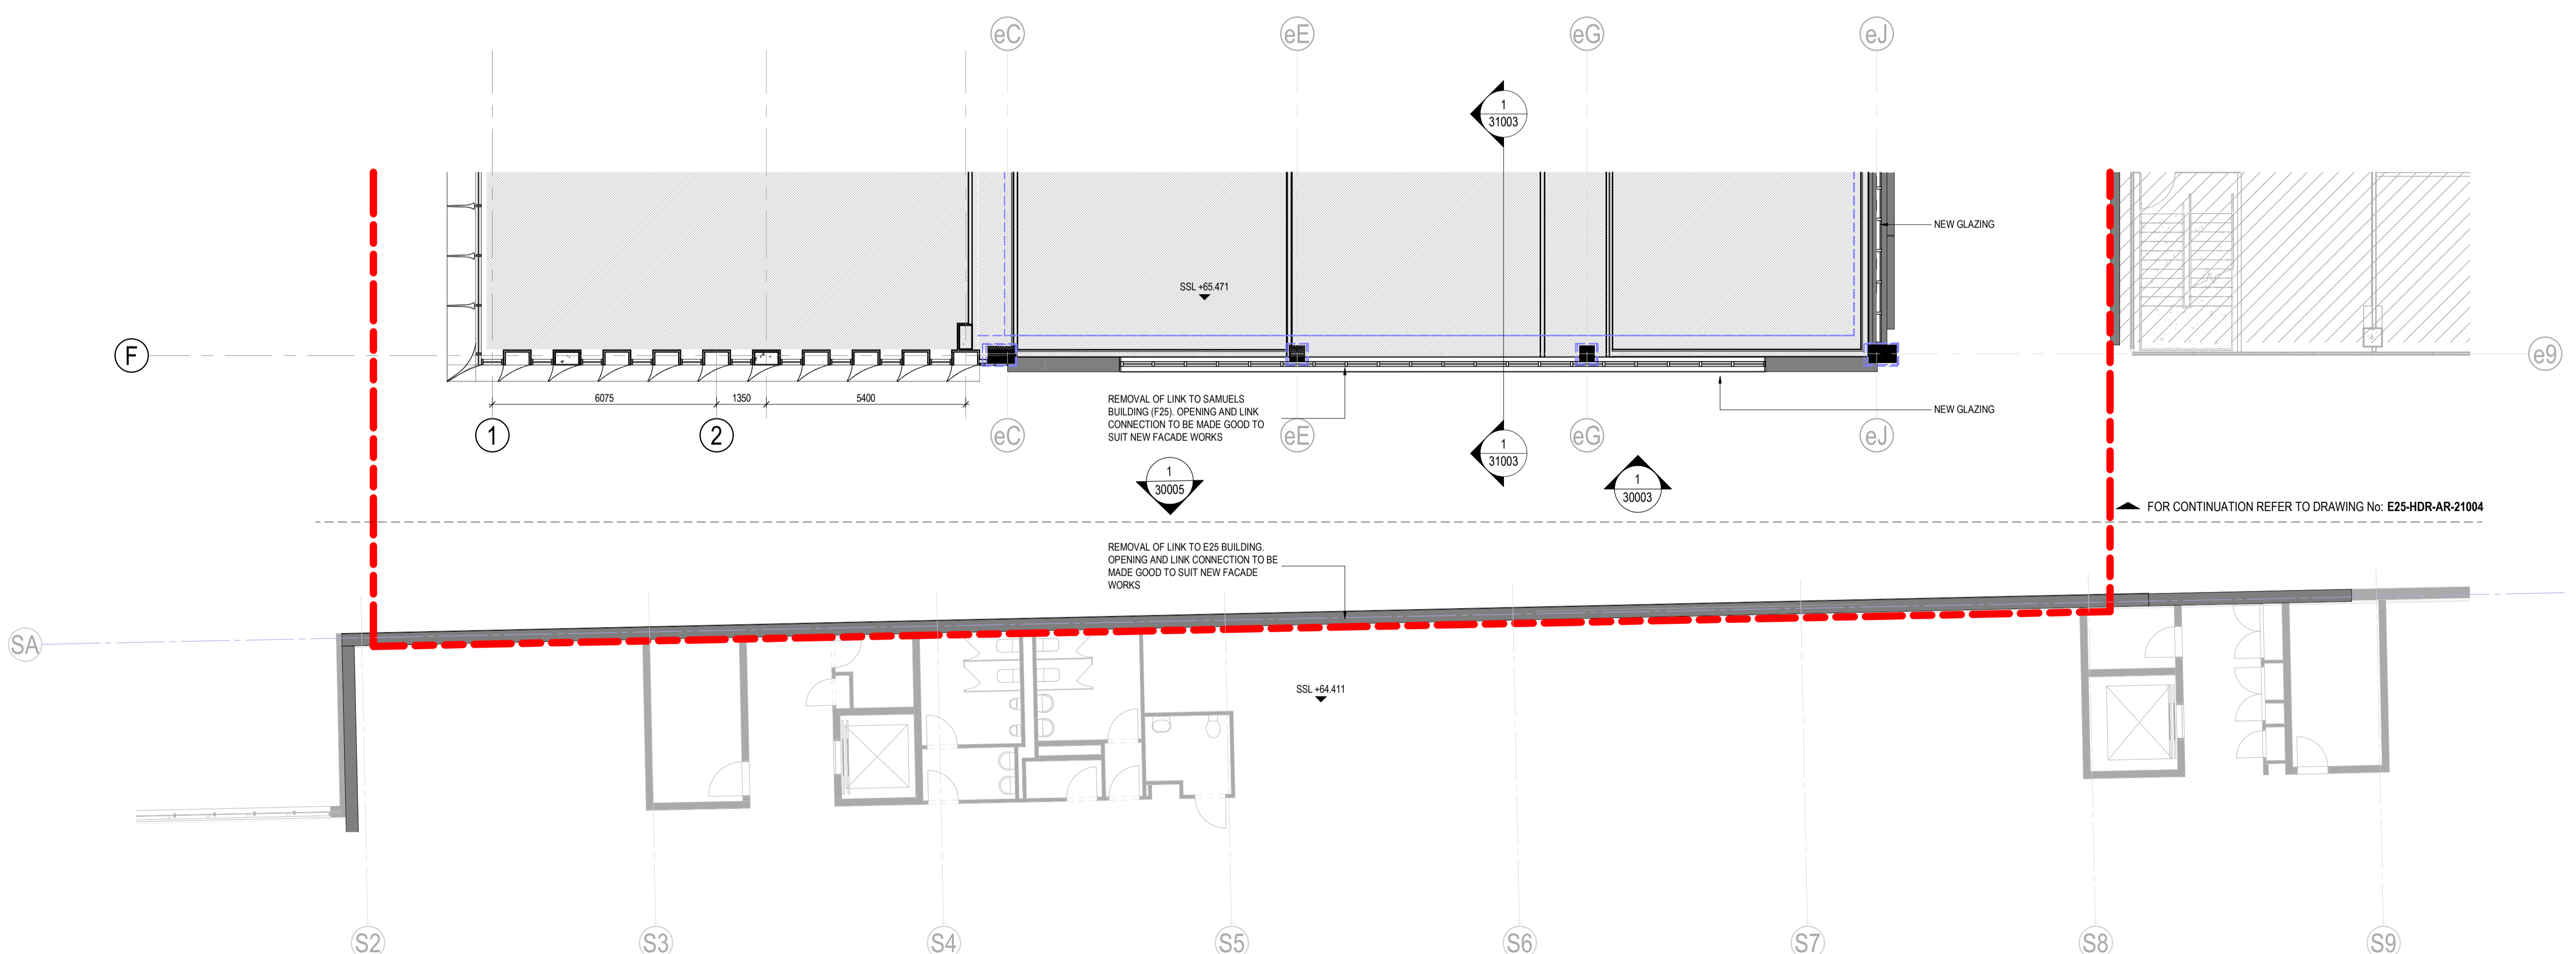 eC
eE
eG
eJ
1
31003
NEW GLAZING
SSL +65.471
F
e9
6075
1350
5400
REMOVAL OF LINK TO SAMUELS
BUILDING (F25). OPENING AND LINK
CONNECTION TO BE MADE GOOD TO
SUIT NEW FACADE WORKS
NEW GLAZING
1
2
eC
eE
eG
eJ
1
31003
1
30005
1
30003
FOR CONTINUATION REFER TO DRAWING No: E25-HDR-AR-21004
REMOVAL OF LINK TO E25 BUILDING.
OPENING AND LINK CONNECTION TO BE
MADE GOOD TO SUIT NEW FACADE
WORKS
SA
SSL +64.411
S2
S3
S4
S5
S6
S7
S8
S9